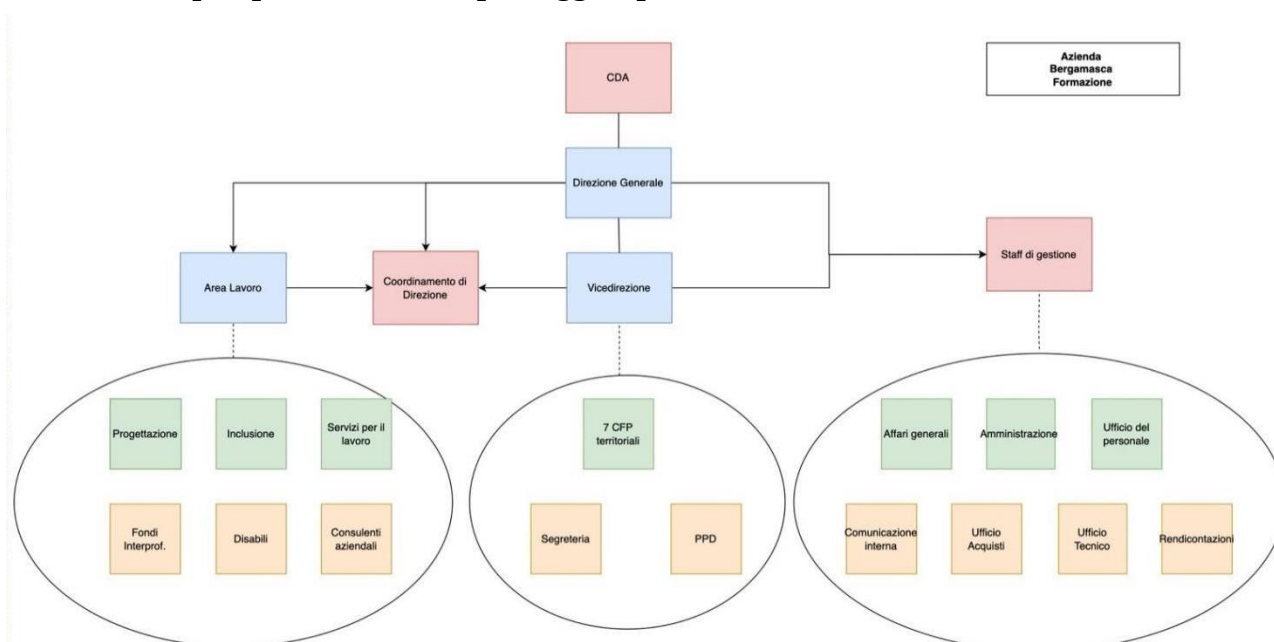 CDA
Azienda
Bergamasca
Formazione
Direzione Generale
Area Lavoro
Coordinamento di
Direzione
Vicedirezione
Staff di gestione
Progettazione
Inclusione
Servizi per il
lavoro
7 CFP
territoriali
Affari generali
Amministrazione
Ufficio del
personale
Fondi
Interprof.
Disabili
Consulenti
aziendali
Segreteria
PPD
Comunicazione
interna
Ufficio
Acquisti
Ufficio
Tecnico
Rendicontazioni